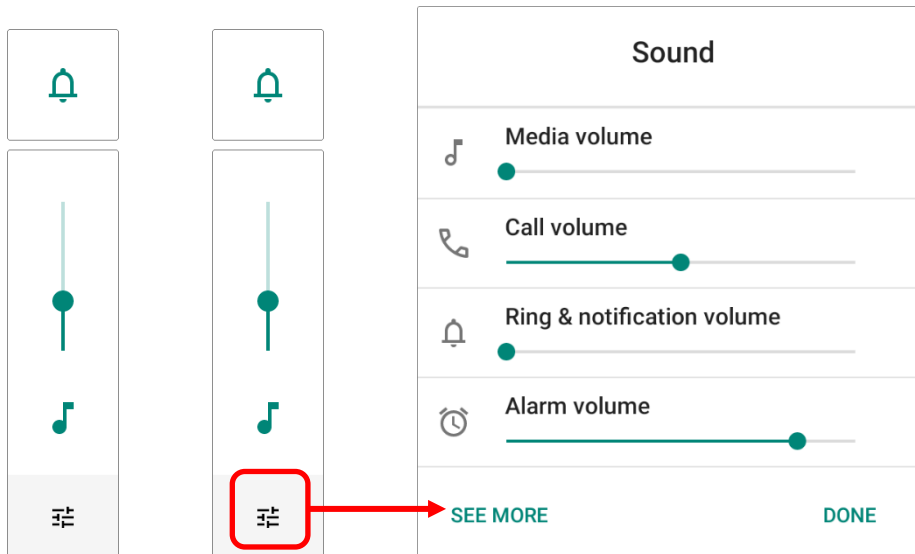 Sound
Media volume
Call volume
Ring & notification volume
Alarm volume
SEE MORE
DONE